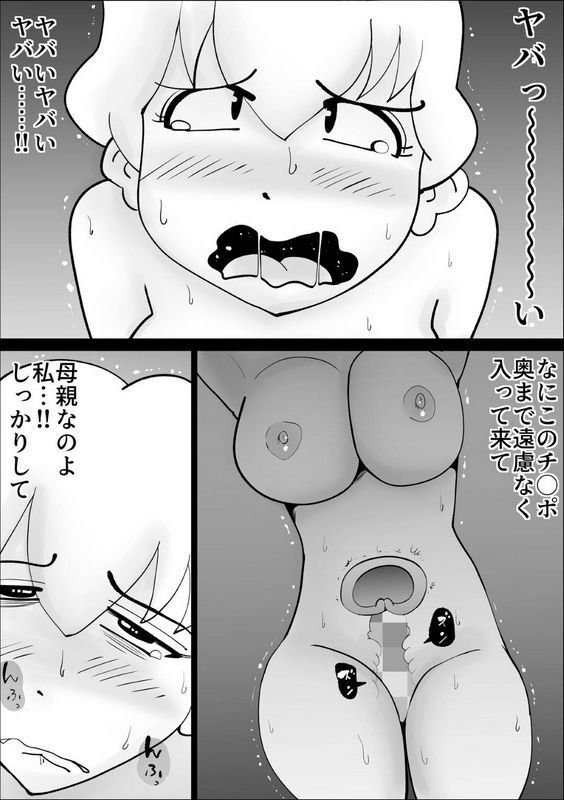 ヤバっ～～～～～～い
ヤバいヤバい
ヤバい……!!
なにこのチ◯ポ
奥まで遠慮なく
入って来て
母親なのよ
私…!!
しっかりして
んふっ
んふっ